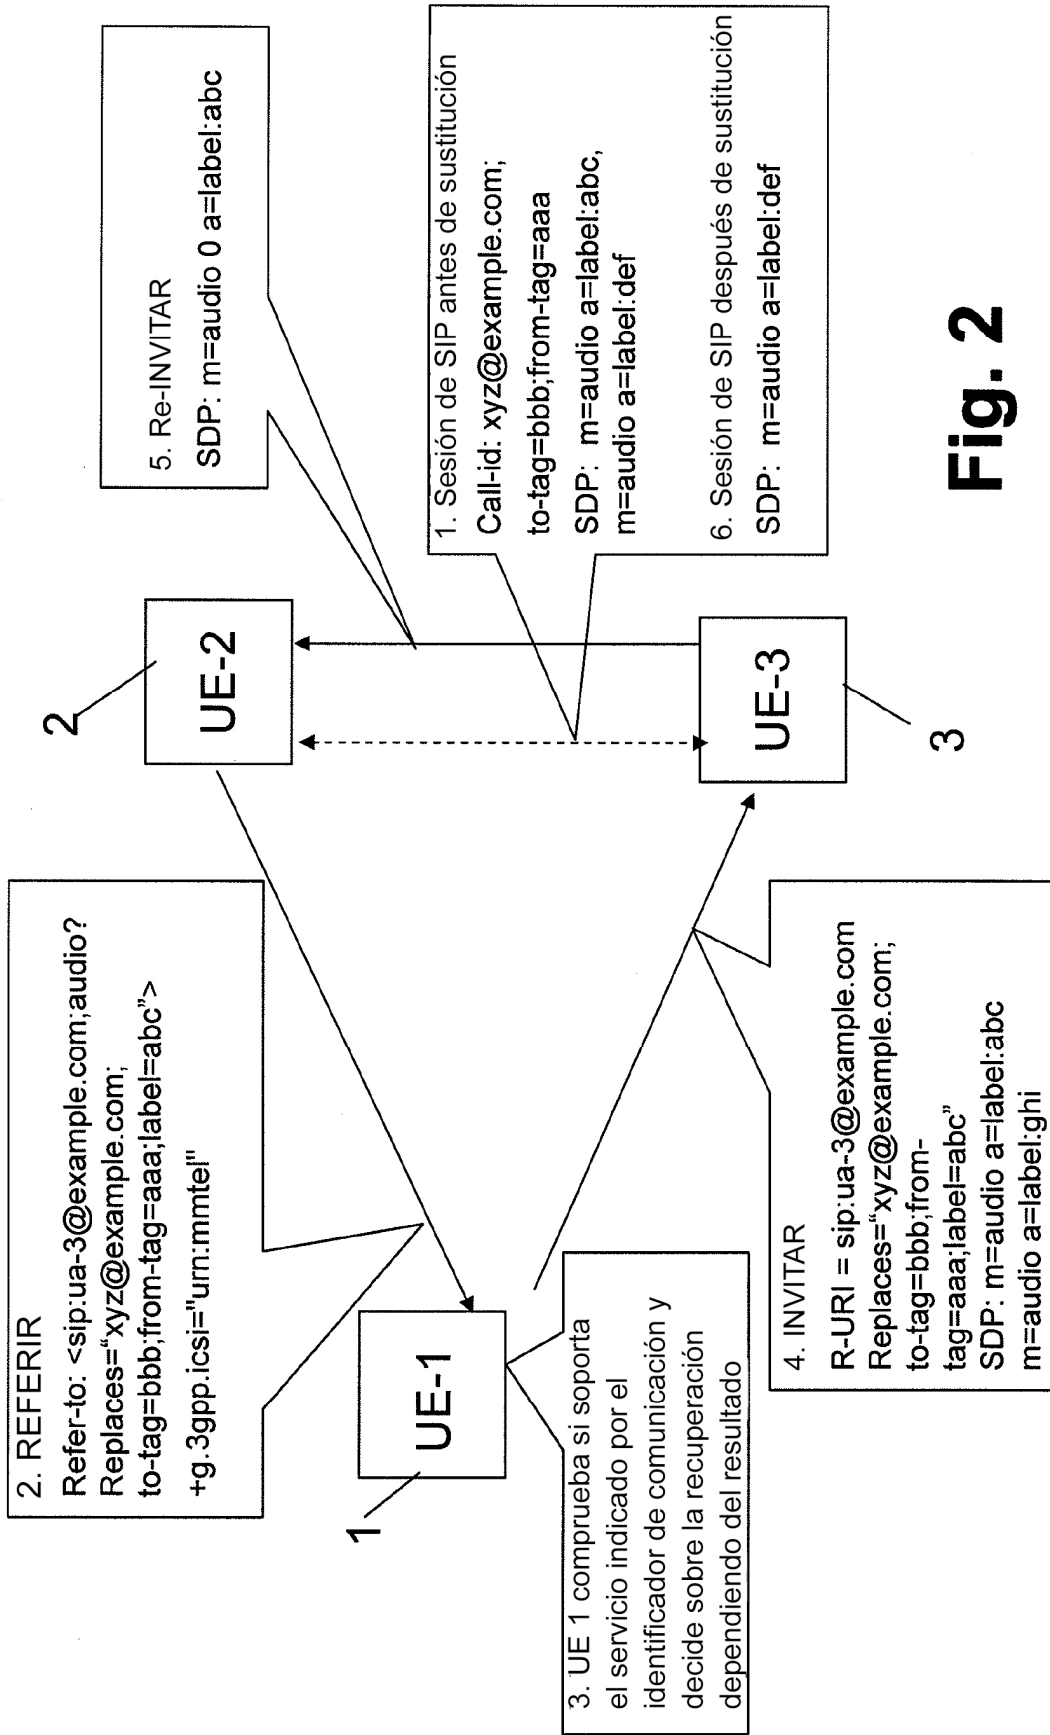 2. REFERIR
Refer-to: <sip:ua-3@example.com;audio?
Replaces=“xyz@example.com;
to-tag=bbb;from-tag=aaa;label=abc”>
+g.3gpp.icsi="urn:mmtel"
2
UE-2
5. Re-INVITAR
SDP: m=audio 0 a=label:abc
1
UE-1
3. UE 1 comprueba si soporta
el servicio indicado por el
identificador de comunicación y
decide sobre la recuperación
dependiendo del resultado
4. INVITAR
R-URI = sip:ua-3@example.com
Replaces=“xyz@example.com;
to-tag=bbb;from-
tag=aaa;label=abc”
SDP: m=audio a=label:abc
m=audio a=label:ghi
UE-3
3
1. Sesión de SIP antes de sustitución
Call-id: xyz@example.com;
to-tag=bbb;from-tag=aaa
SDP: m=audio a=label:abc,
m=audio a=label:def
6. Sesión de SIP después de sustitución
SDP: m=audio a=label:def
Fig. 2